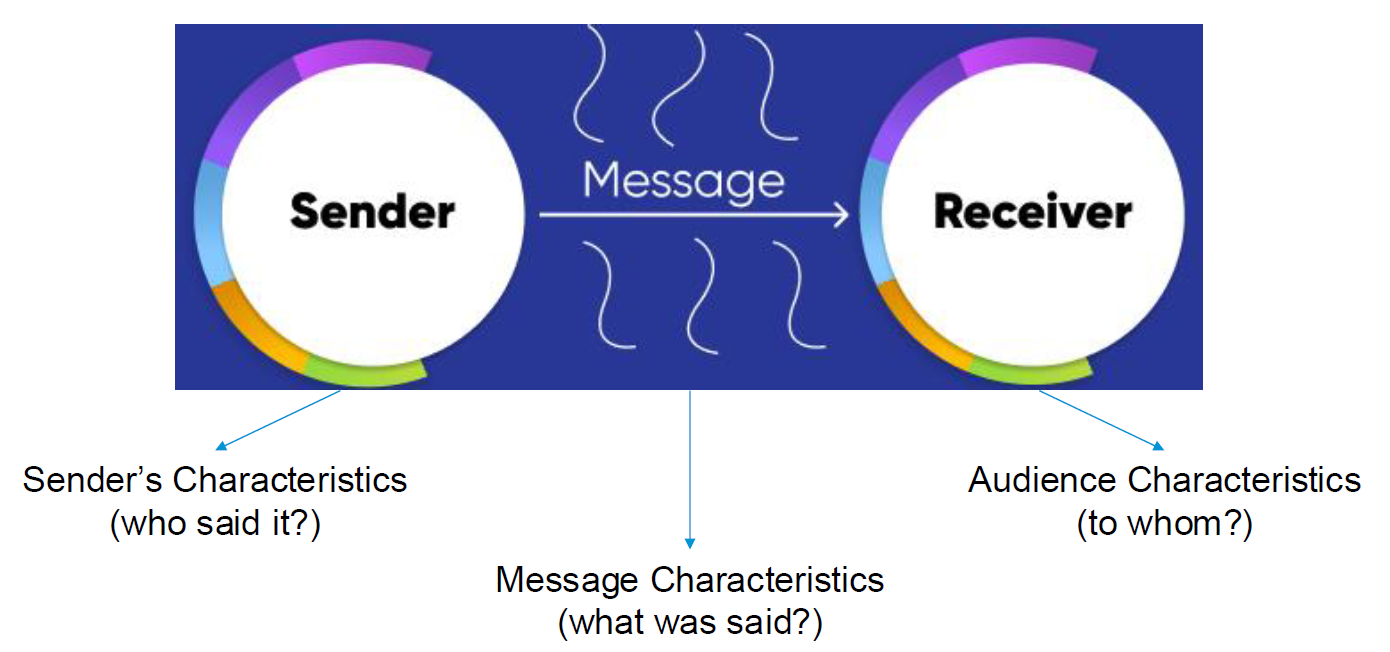 Sender
Message
Receiver
Sender’s Characteristics
(who said it?)
Message Characteristics
(what was said?)
Audience Characteristics
(to whom?)